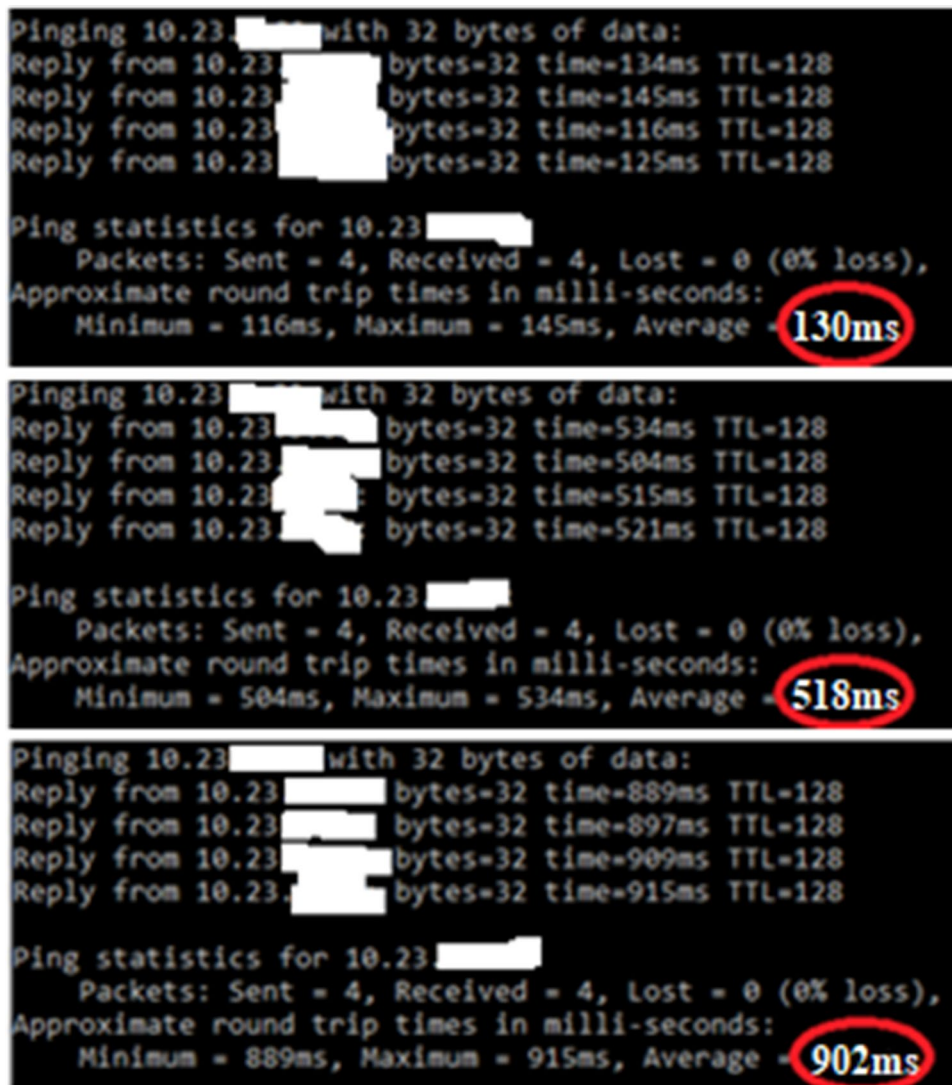 Pinging 10.23. with 32 bytes of data:
Reply from 10.23. bytes=32 time=134ms TTL=128
Reply from 10.23. bytes=32 time=145ms TTL=128
Reply from 10.23. bytes=32 time=116ms TTL=128
Reply from 10.23. bytes=32 time=125ms TTL=128
Ping statistics for 10.23
Packets: Sent = 4, Received = 4, Lost = 0 (0% loss),
Approximate round trip times in milli-seconds:
Minimum = 116ms, Maximum = 145ms, Average = 130ms
Pinging 10.23 with 32 bytes of data:
Reply from 10.23 bytes=32 time=534ms TTL=128
Reply from 10.23. bytes=32 time=504ms TTL=128
Reply from 10.23 : bytes=32 time=515ms TTL=128
Reply from 10.23. bytes=32 time=521ms TTL=128
Ping statistics for 10.23
Packets: Sent = 4, Received = 4, Lost = 0 (0% loss),
Approximate round trip times in milli-seconds:
Minimum = 504ms, Maximum = 534ms, Average = 518ms
Pinging 10.23 with 32 bytes of data:
Reply from 10.23 bytes=32 time=889ms TTL=128
Reply from 10.23 bytes=32 time=897ms TTL=128
Reply from 10.23 bytes=32 time=909ms TTL=128
Reply from 10.23. bytes=32 time=915ms TTL=128
Ping statistics for 10.23.
Packets: Sent = 4, Received = 4, Lost = 0 (0% loss),
Approximate round trip times in milli-seconds:
Minimum = 889ms, Maximum = 915ms, Average = 902ms